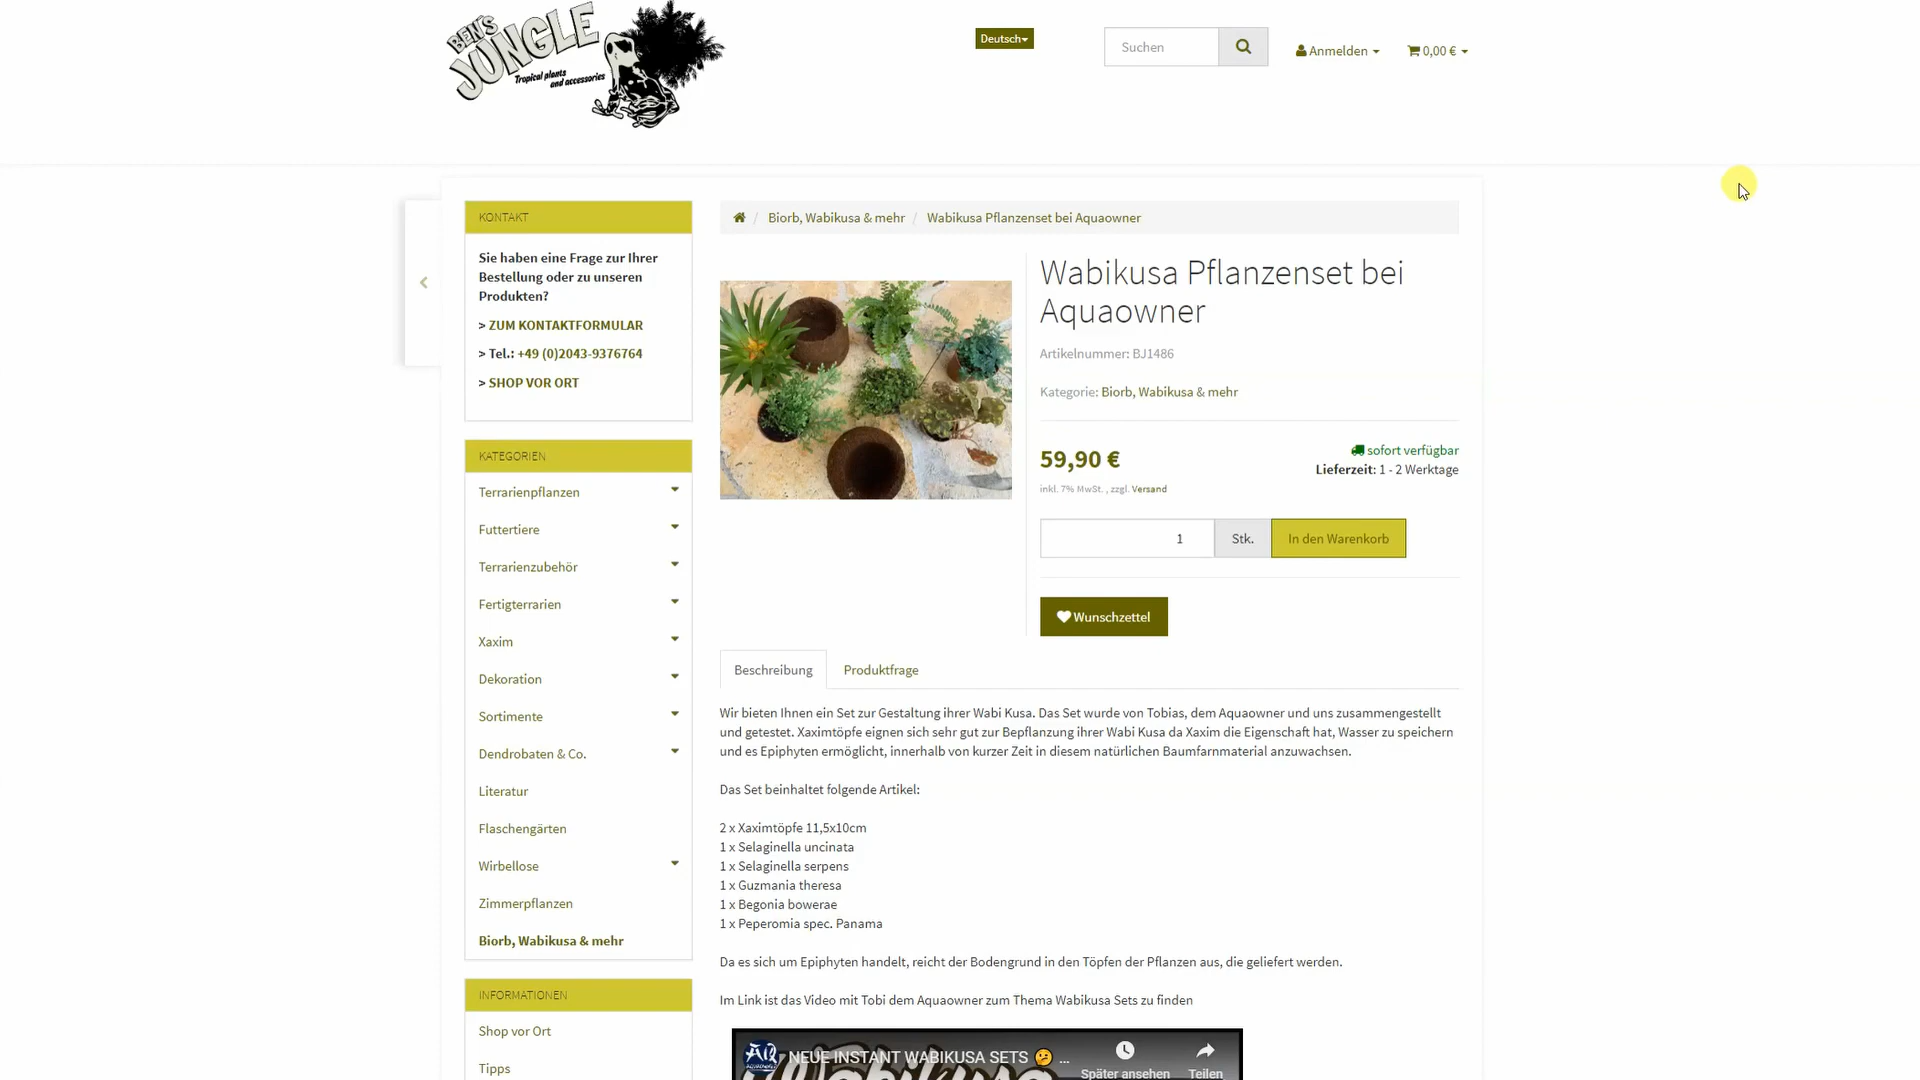 BEN'S
JUNGLE
Tropical plants
and accessories
Deutsch
Suchen
Anmelden
0,00 €
KONTAKT
Sie haben eine Frage zur Ihrer
Bestellung oder zu unseren
Produkten?
> ZUM KONTAKTFORMULAR
> Tel.: +49 (0)2043-9376764
> SHOP VOR ORT
KATEGORIEN
Terrarienpflanzen
Futtertiere
Terrarienzubehör
Fertigterrarien
Xaxim
Dekoration
Sortimente
Dendrobaten & Co.
Literatur
Flaschengärten
Wirbellose
Zimmerpflanzen
Biorb, Wabikusa & mehr
INFORMATIONEN
Shop vor Ort
Tipps
/ Biorb, Wabikusa & mehr / Wabikusa Pflanzenset bei Aquaowner
Wabikusa Pflanzenset bei
Aquaowner
Artikelnummer: BJ1486
Kategorie: Biorb, Wabikusa & mehr
59,90 €
inkl. 7% MwSt. , zzgl. Versand
sofort verfügbar
Lieferzeit: 1 - 2 Werktage
1 Stk. In den Warenkorb
Wunschzettel
Beschreibung Produktfrage
Wir bieten Ihnen ein Set zur Gestaltung ihrer Wabi Kusa. Das Set wurde von Tobias, dem Aquaowner und uns zusammengestellt
und getestet. Xaximtöpfe eignen sich sehr gut zur Bepflanzung ihrer Wabi Kusa da Xaxim die Eigenschaft hat, Wasser zu speichern
und es Epiphyten ermöglicht, innerhalb von kurzer Zeit in diesem natürlichen Baumfarnmaterial anzuwachsen.
Das Set beinhaltet folgende Artikel:
2 x Xaximtöpfe 11,5x10cm
1 x Selaginella uncinata
1 x Selaginella serpens
1 x Guzmania theresa
1 x Begonia bowerae
1 x Peperomia spec. Panama
Da es sich um Epiphyten handelt, reicht der Bodengrund in den Töpfen der Pflanzen aus, die geliefert werden.
Im Link ist das Video mit Tobi dem Aquaowner zum Thema Wabikusa Sets zu finden
NEUE INSTANT WABIKUSA SETS 🤔 ...
Später ansehen
Teilen
Wabikusa